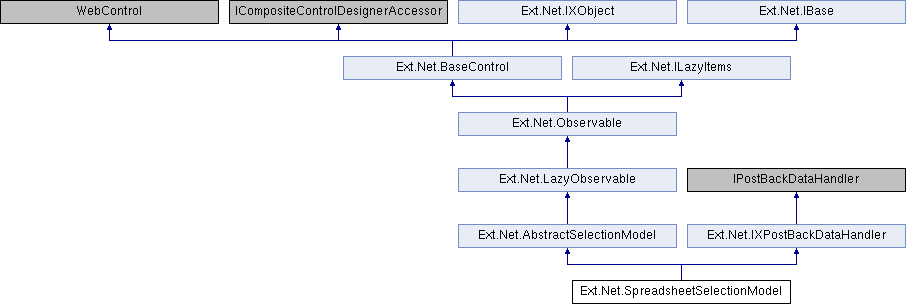 WebControl
ICompositeControlDesignerAccessor
Ext.Net.IXObject
Ext.Net.IBase
Ext.Net.BaseControl
Ext.Net.ILazyItems
Ext.Net.Observable
Ext.Net.LazyObservable
IPostBackDataHandler
Ext.Net.AbstractSelectionModel
Ext.Net.IXPostBackDataHandler
Ext.Net.SpreadsheetSelectionModel